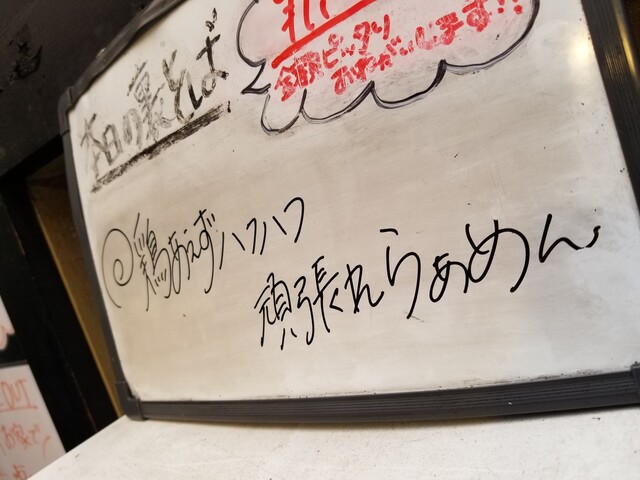 金額ピッタリ
おねがいします!!
本日の裏そば
@鶏あえずハフハフ
頑張れらぁめん